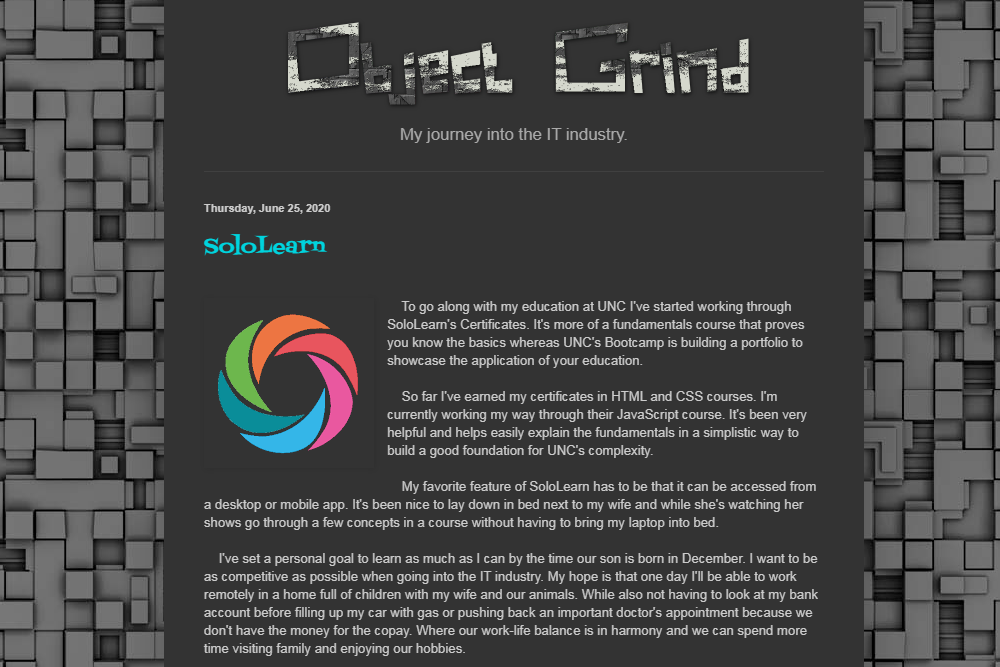 Object Grind
My journey into the IT industry.
Thursday, June 25, 2020
SoloLearn
To go along with my education at UNC I've started working through
SoloLearn's Certificates. It's more of a fundamentals course that proves
you know the basics whereas UNC's Bootcamp is building a portfolio to
showcase the application of your education.
So far I've earned my certificates in HTML and CSS courses. I'm
currently working my way through their JavaScript course. It's been very
helpful and helps easily explain the fundamentals in a simplistic way to
build a good foundation for UNC's complexity.
My favorite feature of SoloLearn has to be that it can be accessed from
a desktop or mobile app. It's been nice to lay down in bed next to my wife and while she's watching her
shows go through a few concepts in a course without having to bring my laptop into bed.
I've set a personal goal to learn as much as I can by the time our son is born in December. I want to be
as competitive as possible when going into the IT industry. My hope is that one day I'll be able to work
remotely in a home full of children with my wife and our animals. While also not having to look at my bank
account before filling up my car with gas or pushing back an important doctor's appointment because we
don't have the money for the copay. Where our work-life balance is in harmony and we can spend more
time visiting family and enjoying our hobbies.